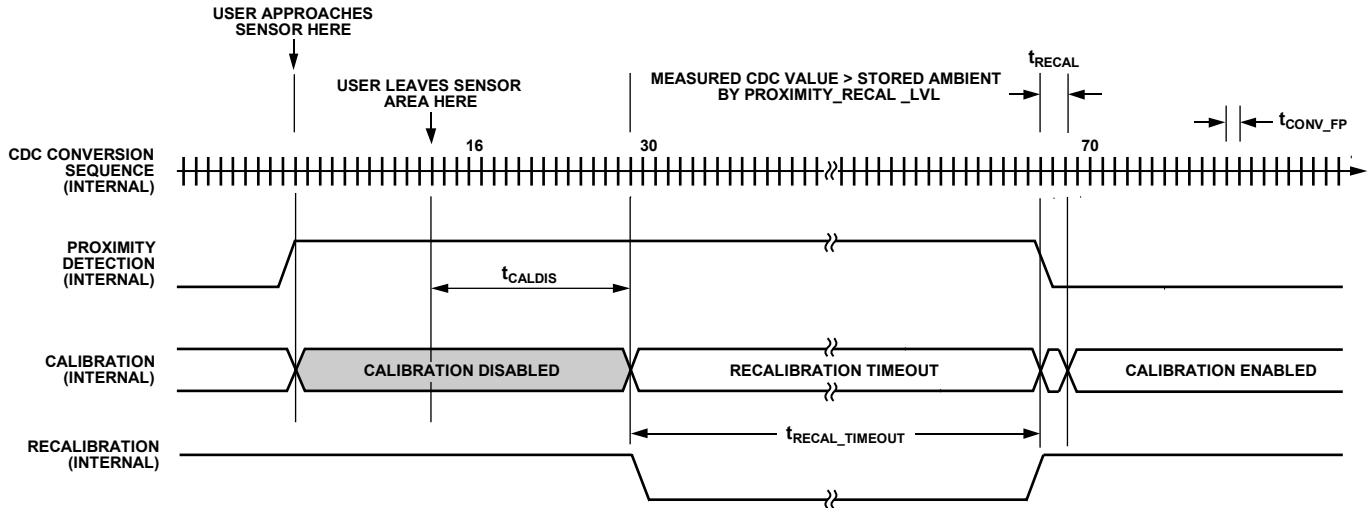 USER APPROACHES
SENSOR HERE
USER LEAVES SENSOR
AREA HERE
MEASURED CDC VALUE > STORED AMBIENT
BY PROXIMITY_RECAL _LVL
tRECAL
tCONV_FP
CDC CONVERSION
SEQUENCE
(INTERNAL)
16
30
70
PROXIMITY
DETECTION
(INTERNAL)
tCALDIS
CALIBRATION
(INTERNAL)
CALIBRATION DISABLED
RECALIBRATION TIMEOUT
CALIBRATION ENABLED
RECALIBRATION
(INTERNAL)
tRECAL_TIMEOUT